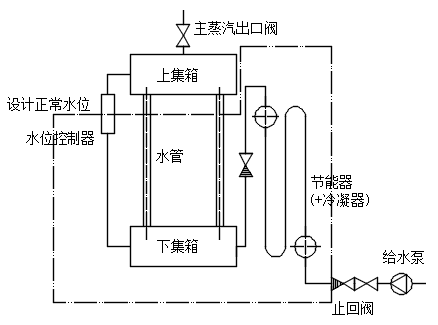 主蒸汽出口阀
上集箱
设计正常水位
水位控制器
水管
节能器
(+冷凝器)
下集箱
给水泵
止回阀